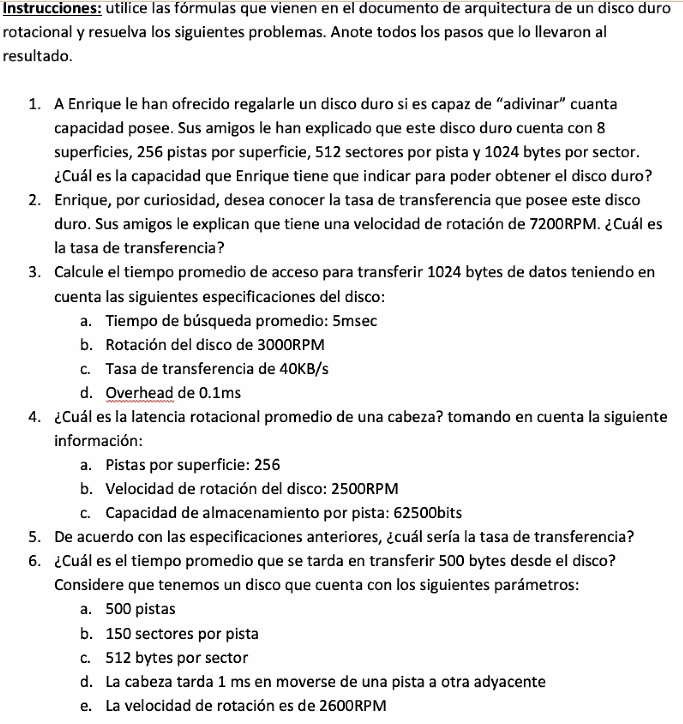 Instrucciones: utilice las fórmulas que vienen en el documento de arquitectura de un disco duro
rotacional y resuelva los siguientes problemas. Anote todos los pasos que lo llevaron al
resultado.
1. A Enrique le han ofrecido regalarle un disco duro si es capaz de “adivinar” cuanta
capacidad posee. Sus amigos le han explicado que este disco duro cuenta con 8
superficies, 256 pistas por superficie, 512 sectores por pista y 1024 bytes por sector.
¿Cuál es la capacidad que Enrique tiene que indicar para poder obtener el disco duro?
2. Enrique, por curiosidad, desea conocer la tasa de transferencia que posee este disco
duro. Sus amigos le explican que tiene una velocidad de rotación de 7200RPM. ¿Cuál es
la tasa de transferencia?
3. Calcule el tiempo promedio de acceso para transferir 1024 bytes de datos teniendo en
cuenta las siguientes especificaciones del disco:
a. Tiempo de búsqueda promedio: 5msec
b. Rotación del disco de 3000RPM
c. Tasa de transferencia de 40KB/s
d. Overhead de 0.1ms
4. ¿Cuál es la latencia rotacional promedio de una cabeza? tomando en cuenta la siguiente
información:
a. Pistas por superficie: 256
b. Velocidad de rotación del disco: 2500RPM
c. Capacidad de almacenamiento por pista: 62500bits
5. De acuerdo con las especificaciones anteriores, ¿cuál sería la tasa de transferencia?
6. ¿Cuál es el tiempo promedio que se tarda en transferir 500 bytes desde el disco?
Considere que tenemos un disco que cuenta con los siguientes parámetros:
a. 500 pistas
b. 150 sectores por pista
c. 512 bytes por sector
d. La cabeza tarda 1 ms en moverse de una pista a otra adyacente
e. La velocidad de rotación es de 2600RPM